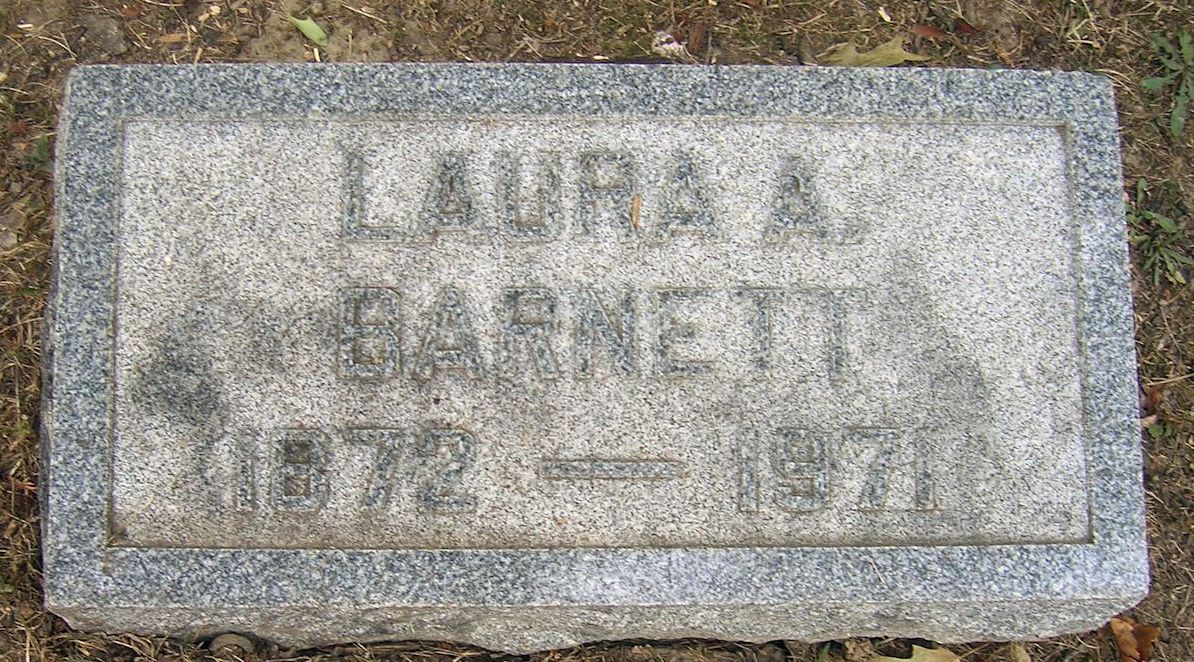 LAURA A.
BARNETT
1872 — 1971